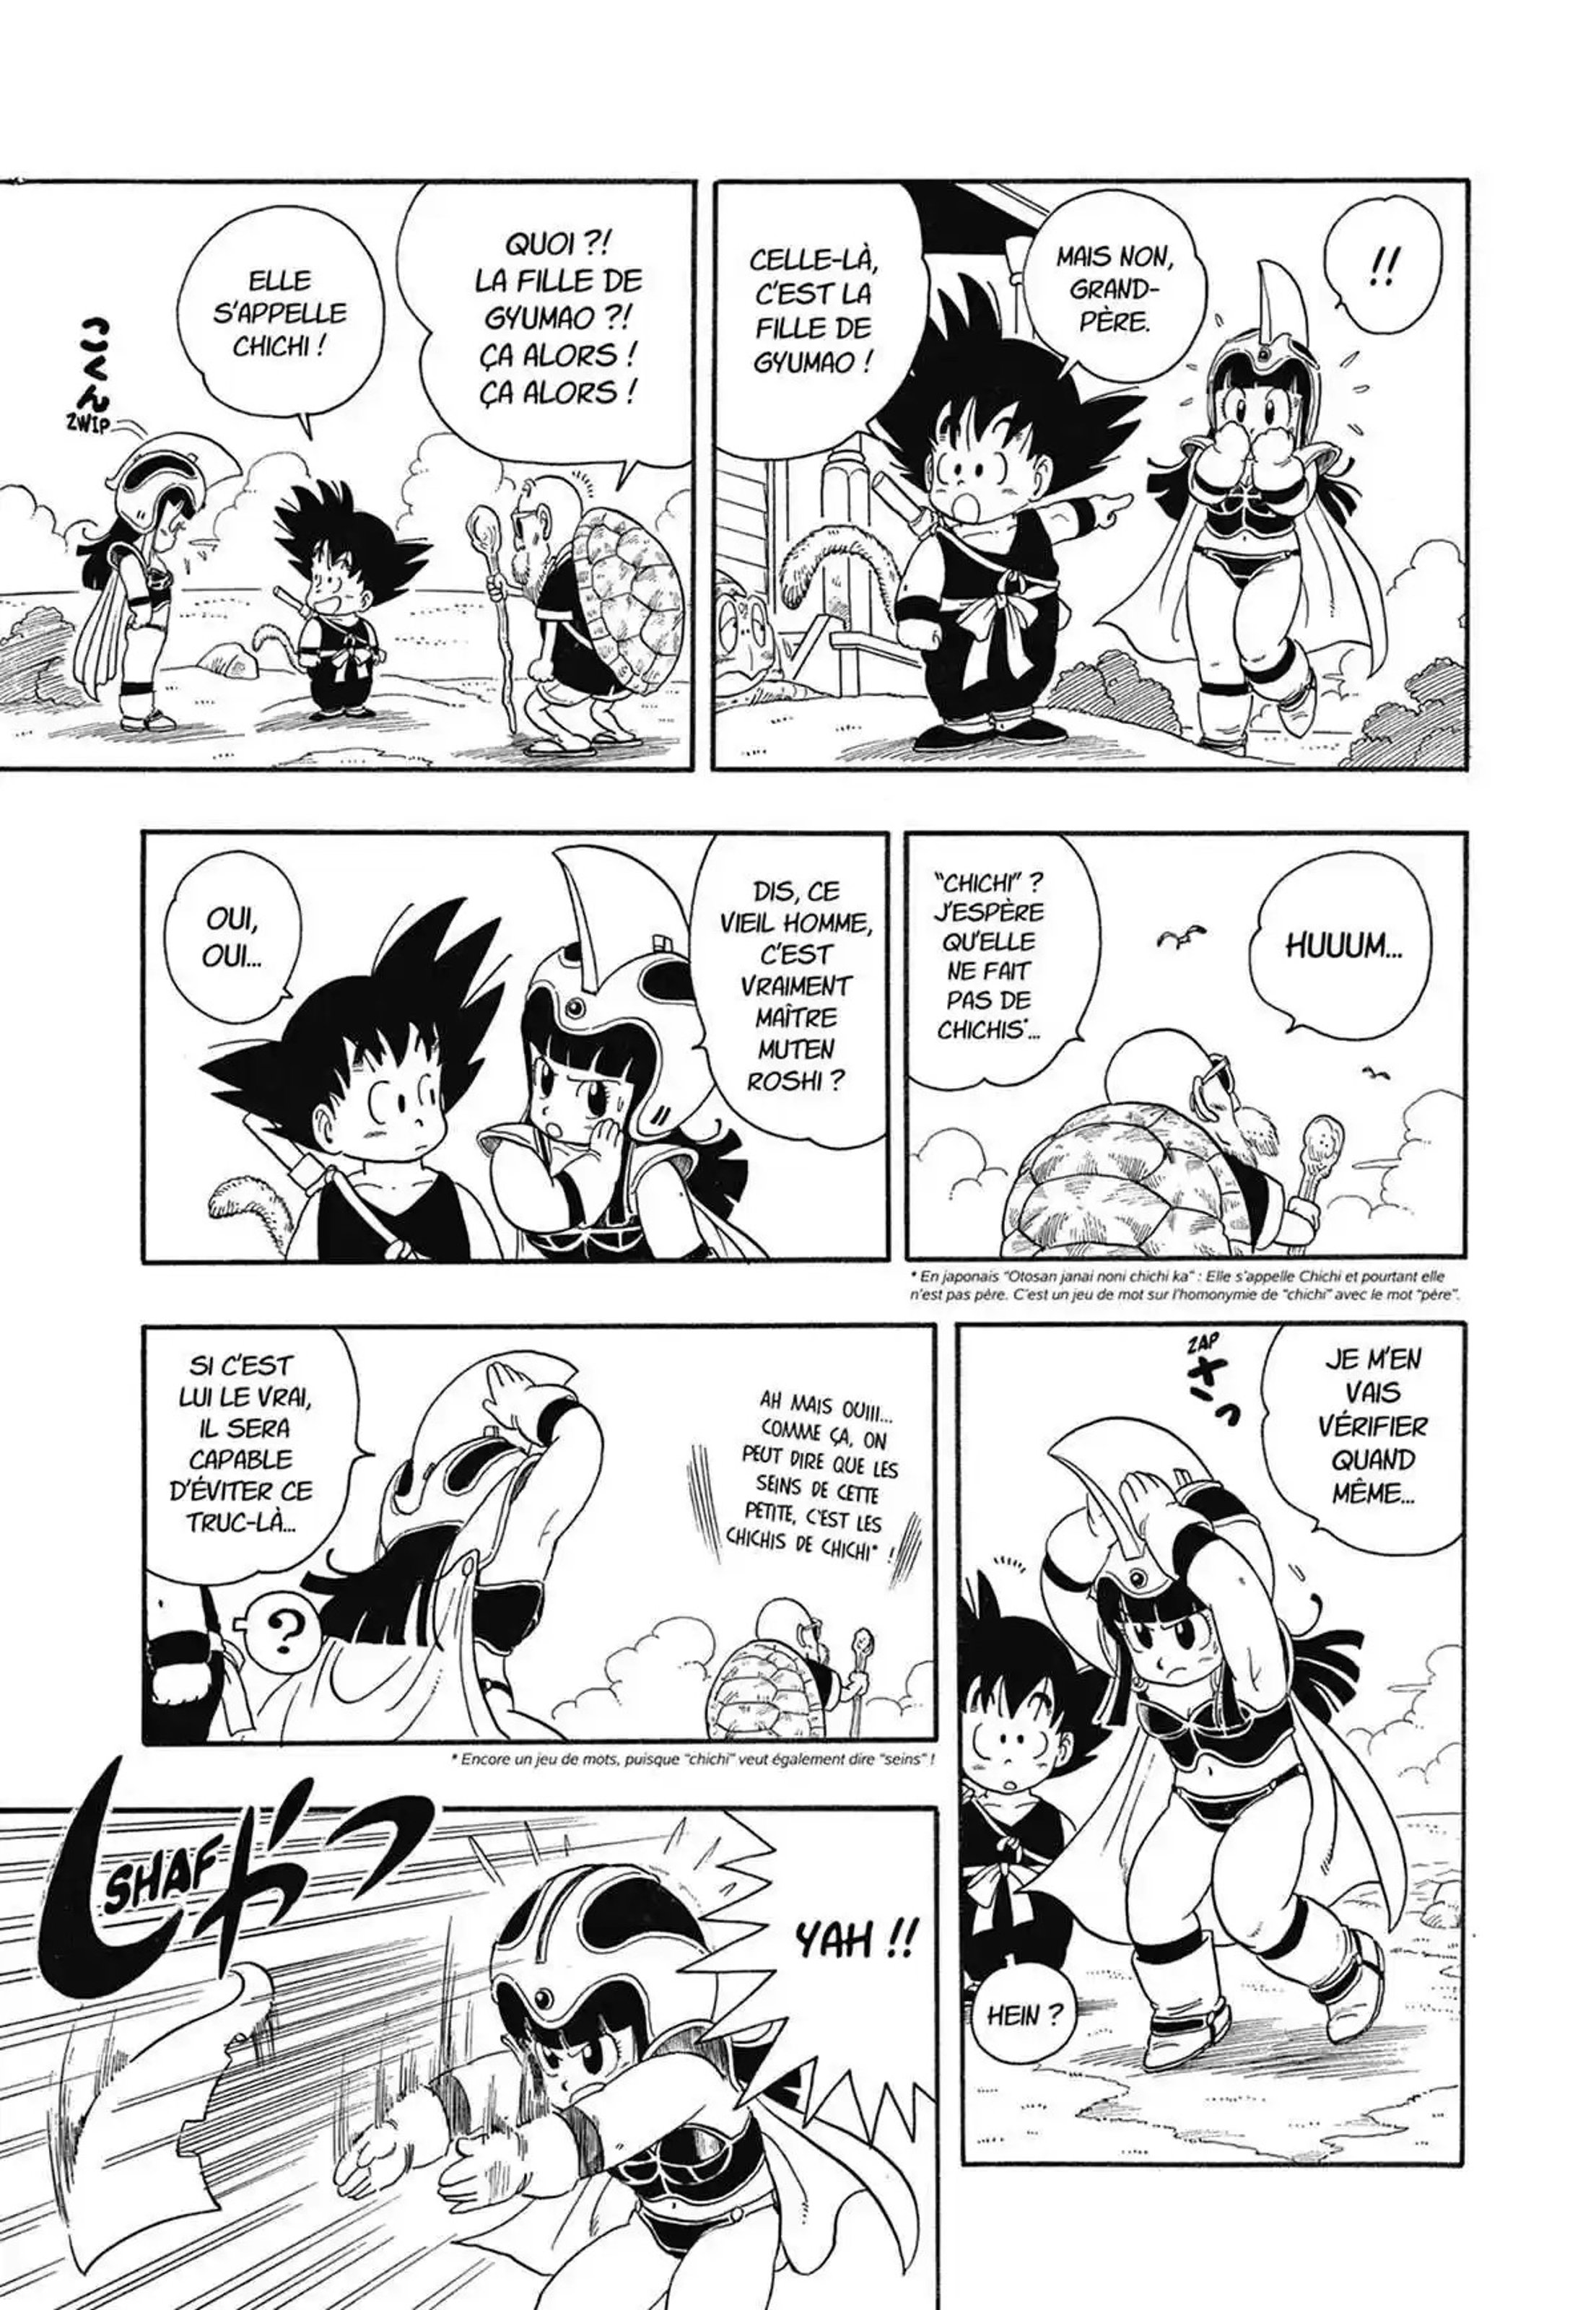 !!
MAIS NON,
GRAND-
PÈRE.
CELLE-LÀ,
C'EST LA
FILLE DE
GYUMAO !
QUOI ?!
LA FILLE DE
GYUMAO ?!
ÇA ALORS !
ÇA ALORS !
ELLE
S'APPELLE
CHICHI !
ぺこくん
ZWIP
HUUUM...
"CHICHI" ?
J'ESPÈRE
QU'ELLE
NE FAIT
PAS DE
CHICHIS*...
* En japonais "Otosan janai noni chichi ka" : Elle s'appelle Chichi et pourtant elle
n'est pas père. C'est un jeu de mot sur l'homonymie de "chichi" avec le mot "père".
DIS, CE
VIEIL HOMME,
C'EST
VRAIMENT
MAÎTRE
MUTEN
ROSHI ?
OUI,
OUI...
JE M'EN
VAIS
VÉRIFIER
QUAND
MÊME...
ZAP
さっ
HEIN ?
AH MAIS OUIII...
COMME ÇA, ON
PEUT DIRE QUE LES
SEINS DE CETTE
PETITE, C'EST LES
CHICHIS DE CHICHI* !
SI C'EST
LUI LE VRAI,
IL SERA
CAPABLE
D'ÉVITER CE
TRUC-LÀ...
?
* Encore un jeu de mots, puisque "chichi" veut également dire "seins" !
YAH !!
しゃっ
SHAF